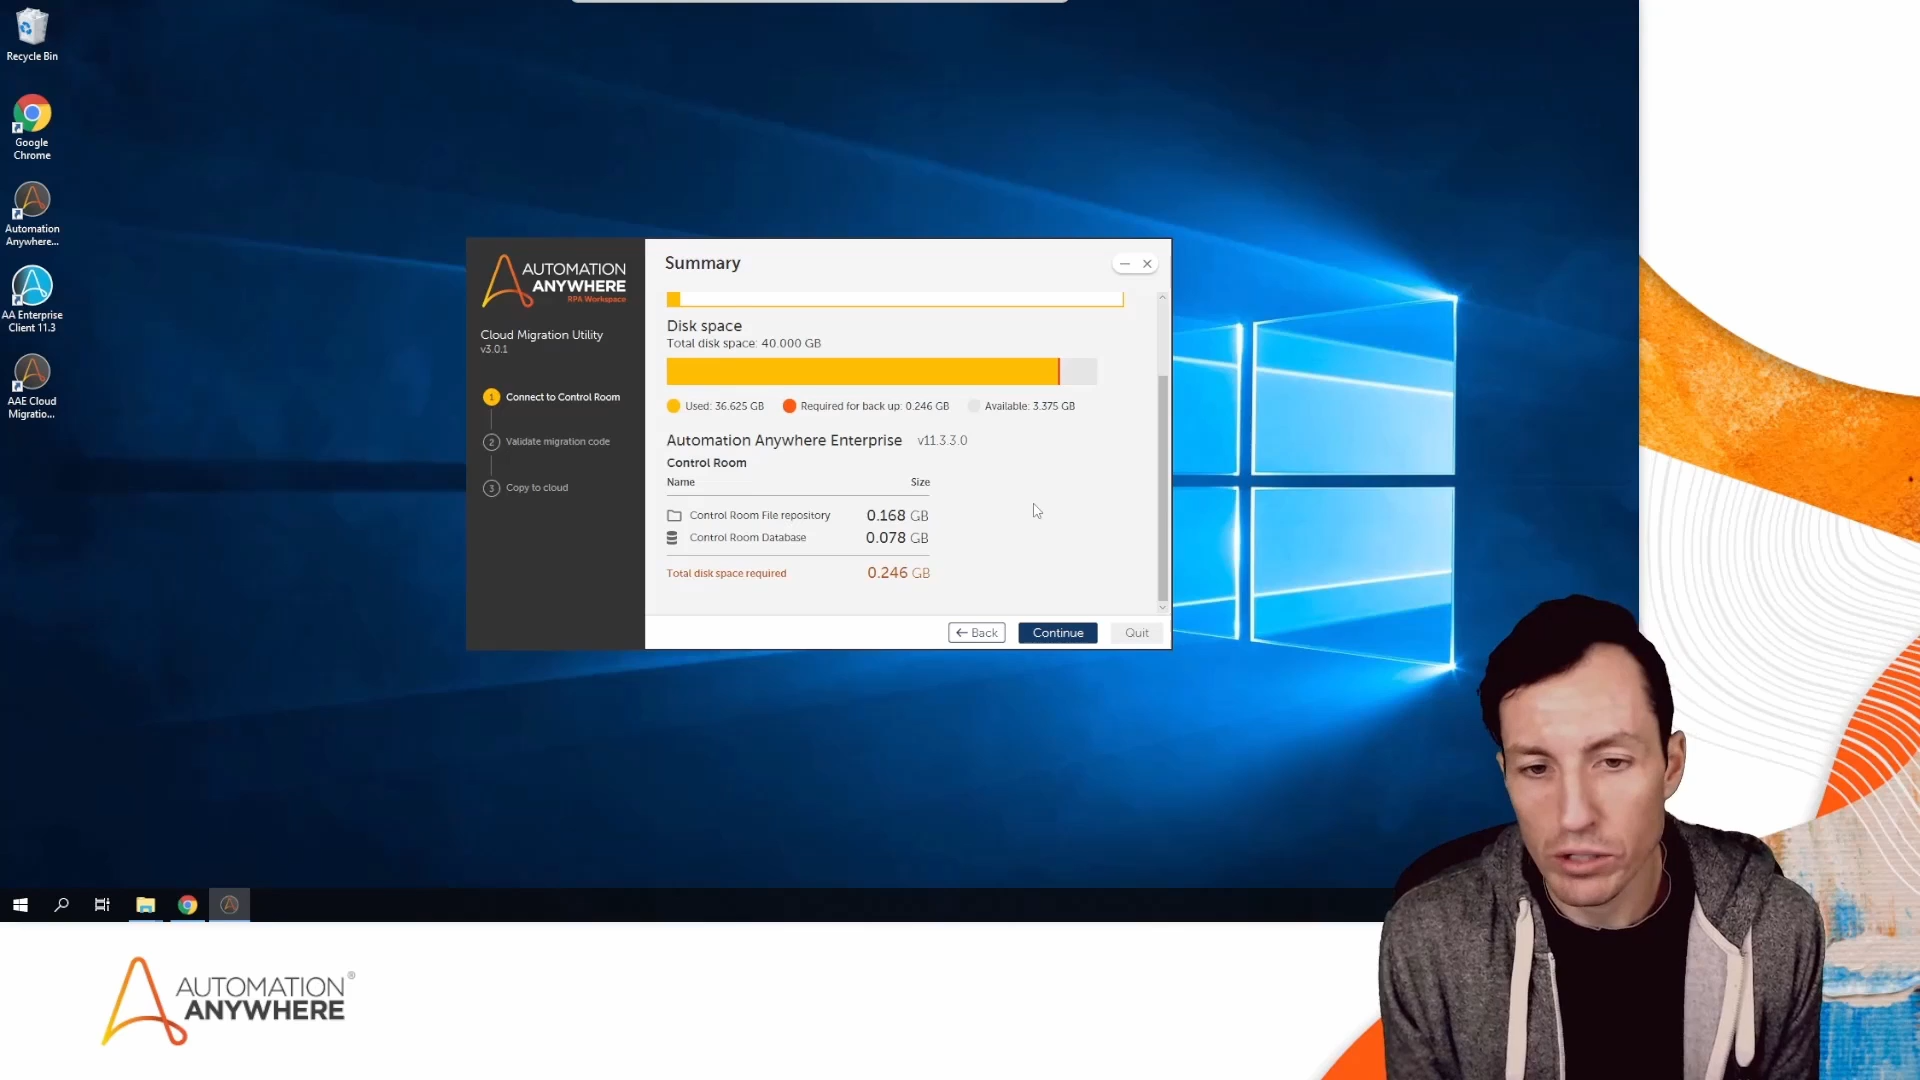 Recycle Bin
Google
Chrome
Automation
Anywhere...
AA Enterprise
Client 11.3
AAE Cloud
Migratio...
AUTOMATION
ANYWHERE
RPA Workspace
Cloud Migration Utility
v3.0.1
1 Connect to Control Room
2 Validate migration code
3 Copy to cloud
Summary
Disk space
Total disk space: 40.000 GB
Used: 36.625 GB Required for back up: 0.246 GB Available: 3.375 GB
Automation Anywhere Enterprise v11.3.3.0
Control Room
Name Size
Control Room File repository 0.168 GB
Control Room Database 0.078 GB
Total disk space required 0.246 GB
Back Continue Quit
AUTOMATION®
ANYWHERE